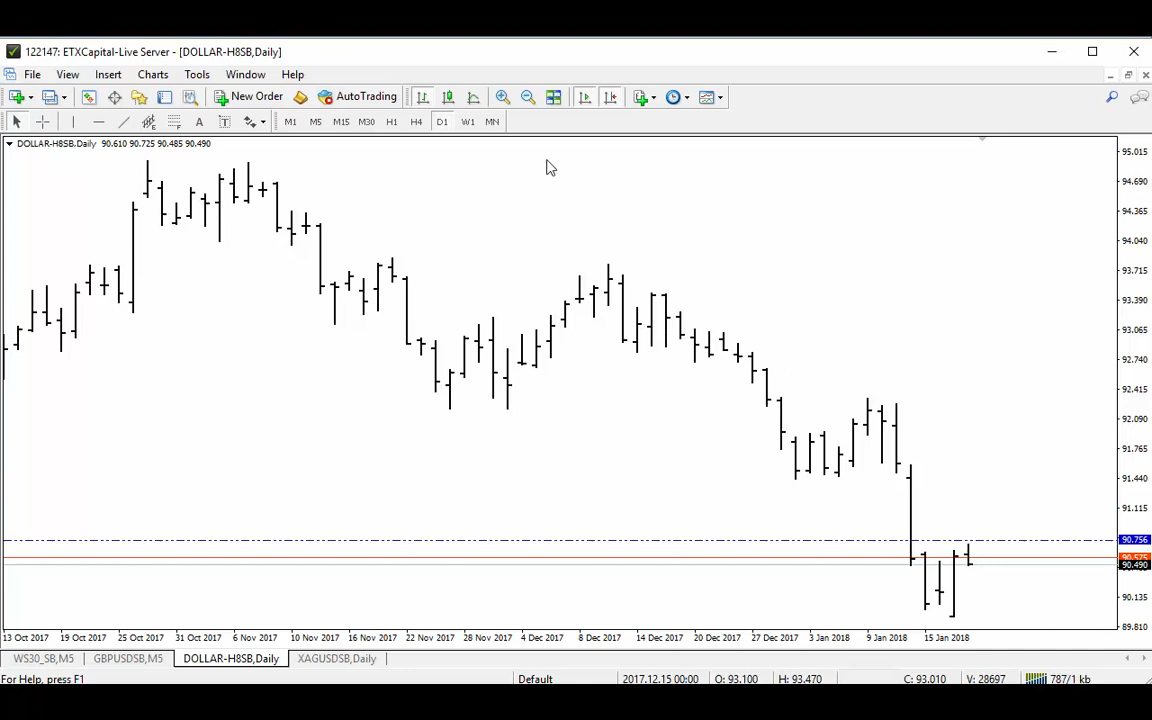 122147: ETXCapital-Live Server - [DOLLAR-H8SB,Daily]
File View Insert Charts Tools Window Help
New Order AutoTrading
A T M1 M5 M15 M30 H1 H4 D1 W1 MN
DOLLAR-H8SB,Daily 90.610 90.725 90.485 90.490
95.015
94.690
94.365
94.040
93.715
93.390
93.065
92.740
92.415
92.090
91.765
91.440
91.115
90.756
90.575
90.490
90.135
89.810
13 Oct 2017 19 Oct 2017 25 Oct 2017 31 Oct 2017 6 Nov 2017 10 Nov 2017 16 Nov 2017 22 Nov 2017 28 Nov 2017 4 Dec 2017 8 Dec 2017 14 Dec 2017 20 Dec 2017 27 Dec 2017 3 Jan 2018 9 Jan 2018 15 Jan 2018
WS30_SB,M5 GBPUSDSB,M5 DOLLAR-H8SB,Daily XAGUSDSB,Daily
For Help, press F1 Default 2017.12.15 00:00 O: 93.100 H: 93.470 C: 93.010 V: 28697 787/1 kb